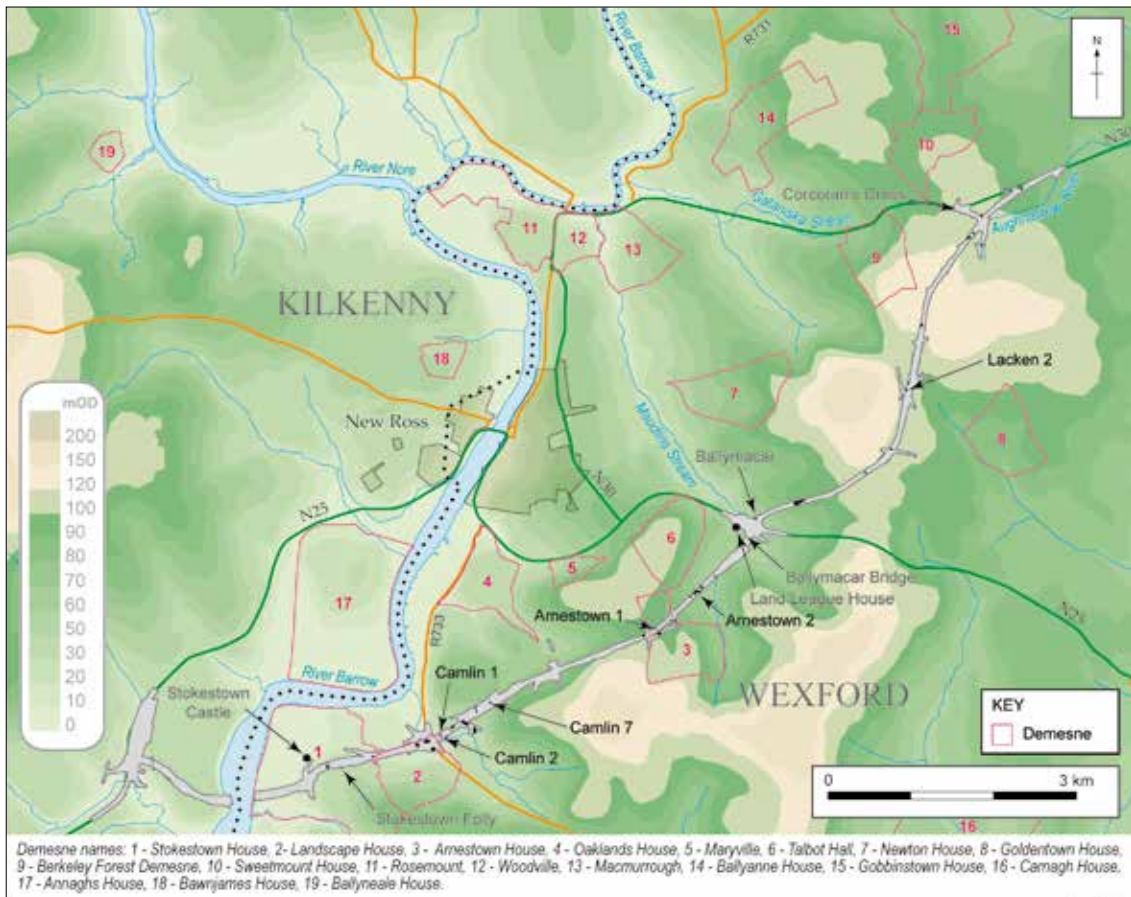 15
R731
N
River Barrow
14
19
10
N30
River Nore
Corcoran's Cross
Galanska Stream
Aughnacrew River
11
12
13
9
KILKENNY
mOD
200
150
100
90
80
70
60
50
30
20
10
0
18
7
Lacken 2
8
New Ross
Maudlins Stream
Ballymacar
N30
N25
6
4
5
Ballymacar Bridge
Land League House
N25
17
Arnestown 1
Arnestown 2
R733
3
River Barrow
Camlin 1
WEXFORD
Stokestown
Castle
Camlin 7
KEY
Demesne
1
Camlin 2
2
0
3 km
Stokestown Folly
16
Demesne names: 1 - Stokestown House, 2- Landscape House, 3 - Arnestown House, 4 - Oaklands House, 5 - Maryville, 6 - Talbot Hall, 7 - Newton House, 8 - Goldentown House,
9 - Berkeley Forest Demesne, 10 - Sweetmount House, 11 - Rosemount, 12 - Woodville, 13 - Macmurrough, 14 - Ballyanne House, 15 - Gobbinstown House, 16 - Carnagh House,
17 - Annaghs House, 18 - Bawnjames House, 19 - Ballyneale House.